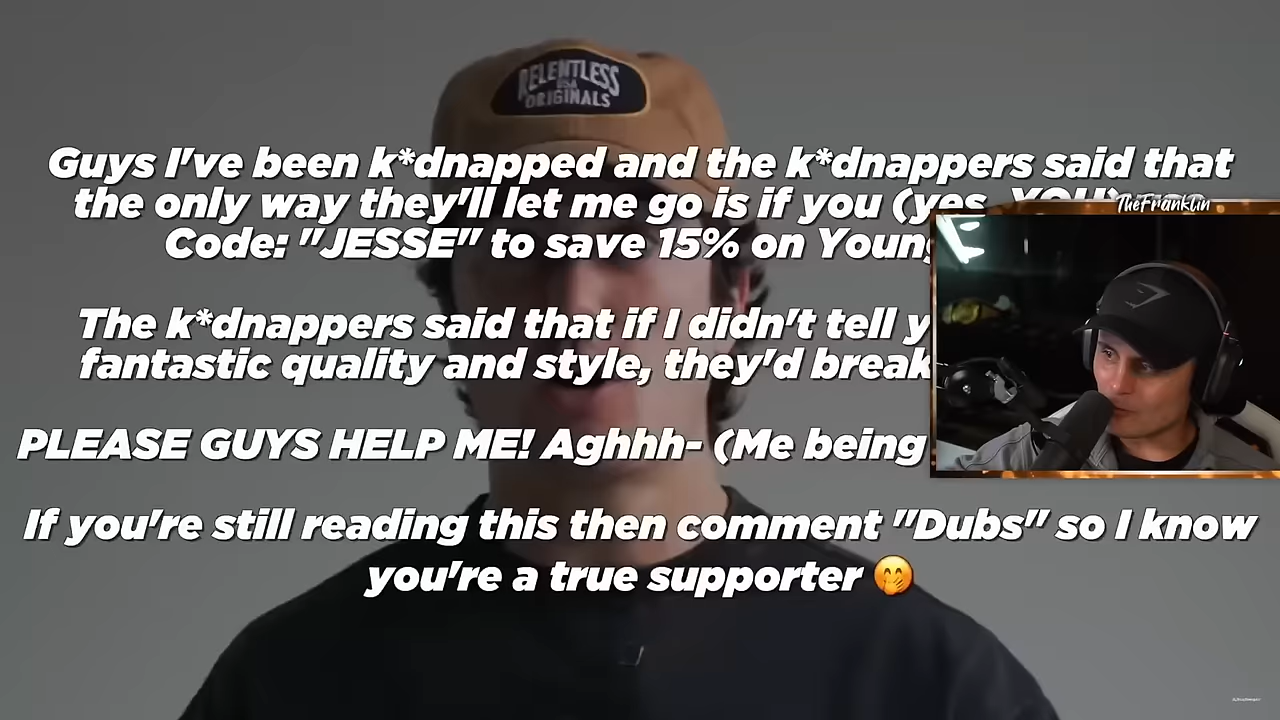 RELENTLESS
USA
ORIGINALS
Guys I've been k*dnapped and the k*dnappers said that
the only way they'll let me go is if you (yes, YOU)
Code: "JESSE" to save 15% on
The k*dnappers said that if I didn't tell
fantastic quality and style, they'd break
PLEASE GUYS HELP ME! Aghhh- (Me being
If you're still reading this then comment "Dubs" so I know
you're a true supporter 🤭
TheFranklin